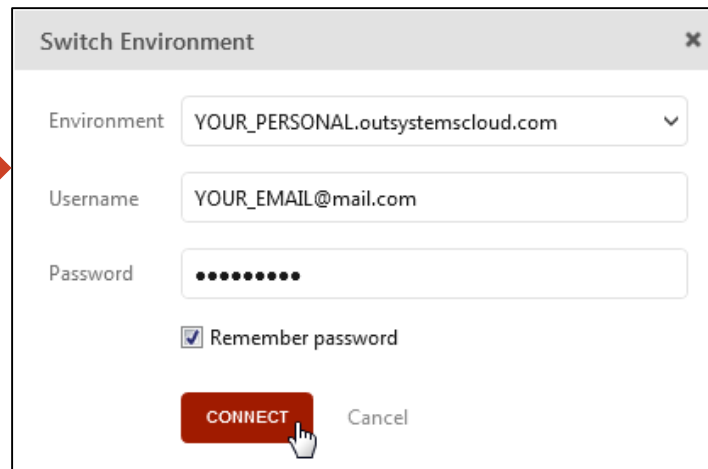 Switch Environment
Environment YOUR_PERSONAL.outsystemscloud.com
Username YOUR_EMAIL@mail.com
Password •••••••••
Remember password
CONNECT Cancel